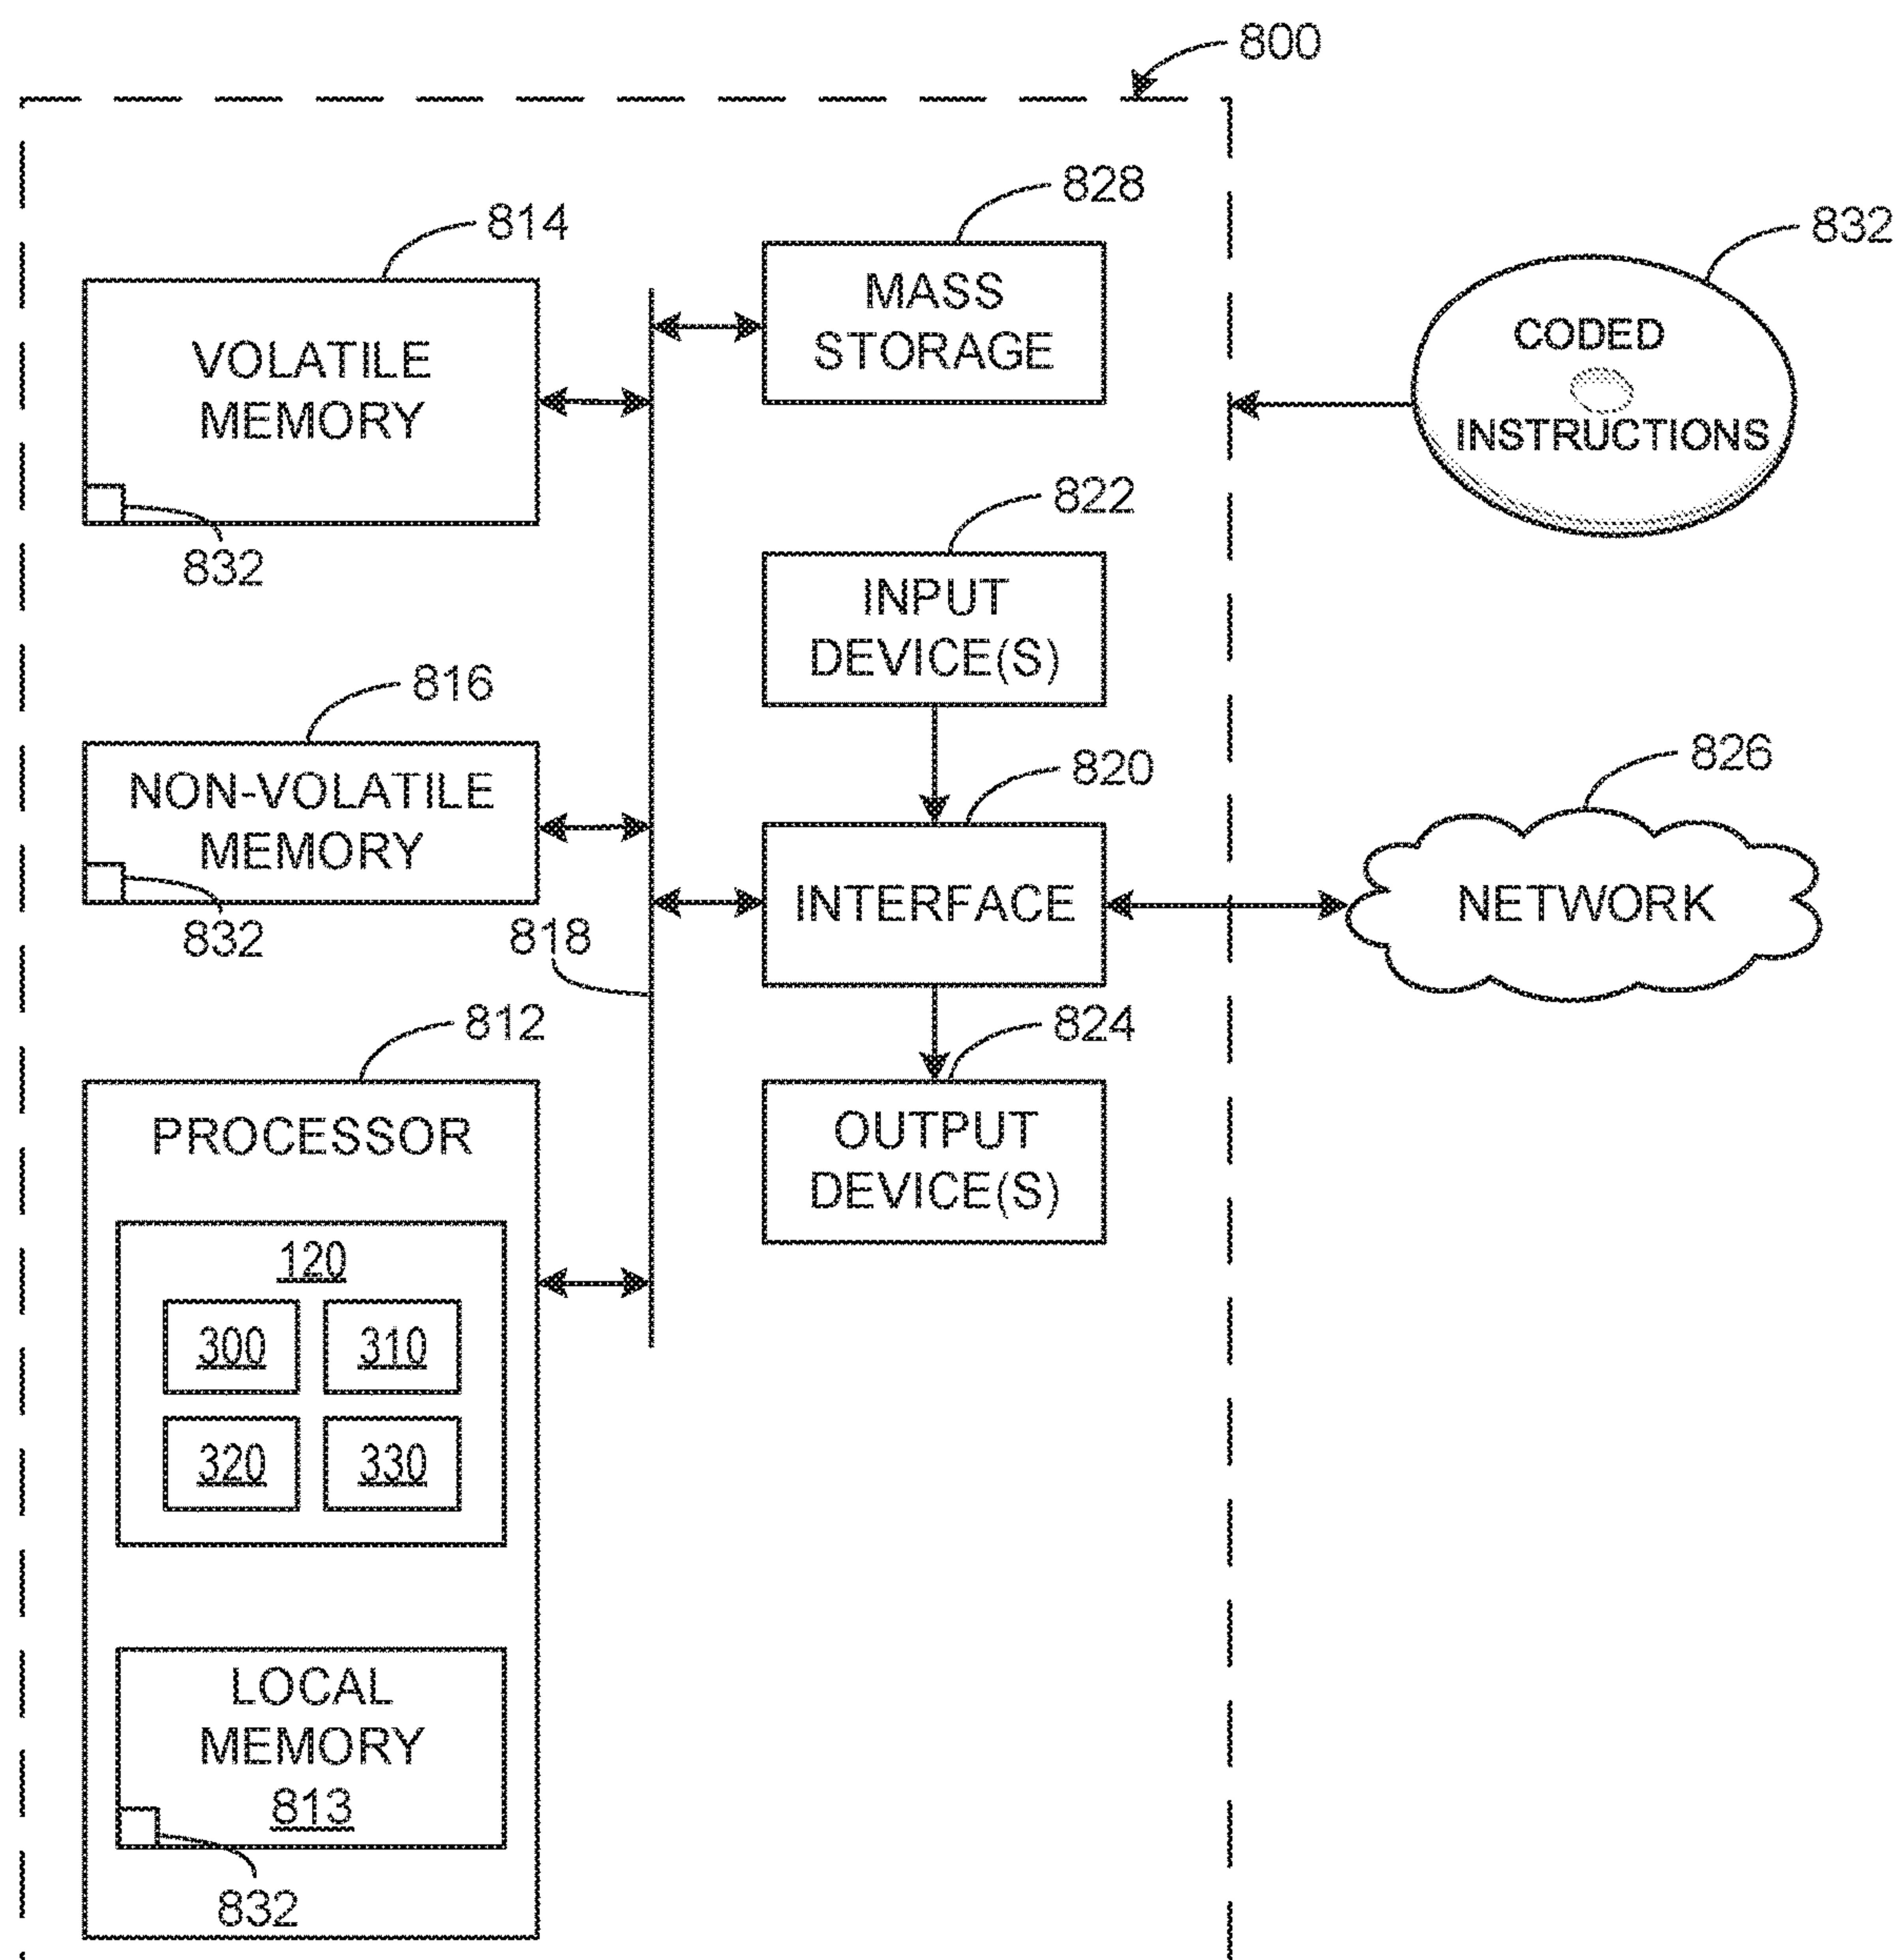 800
828
814
832
MASS
STORAGE
VOLATILE
MEMORY
CODED
INSTRUCTIONS
822
832
INPUT
DEVICE(S)
816
820
826
NON-VOLATILE
MEMORY
INTERFACE
NETWORK
832
818
812
824
PROCESSOR
OUTPUT
DEVICE(S)
120
300 310
320 330
LOCAL
MEMORY
813
832